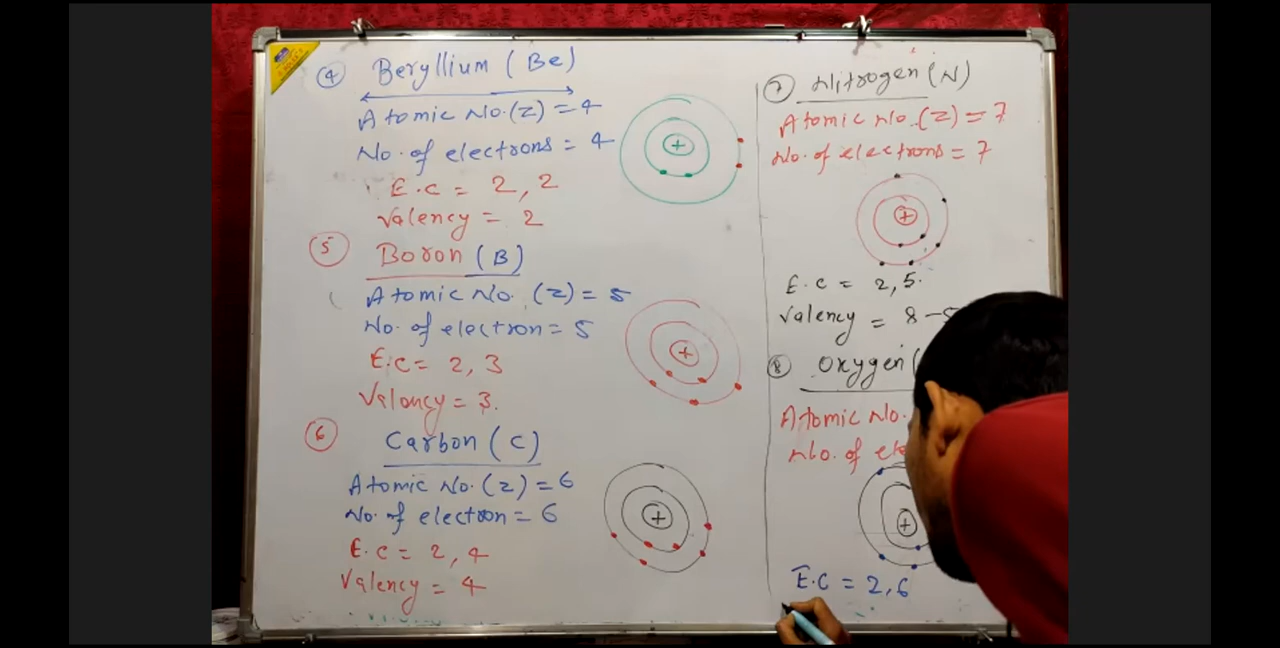 4 Beryllium (Be)
Atomic No. (Z) = 4
No. of electrons = 4
E.C = 2, 2
Valency = 2
5 Boron (B)
Atomic No. (Z) = 5
No. of electron = 5
E.C = 2, 3
Valency = 3.
6 Carbon (C)
Atomic No. (Z) = 6
No. of electron = 6
E.C = 2, 4
Valency = 4
7 Nitrogen (N)
Atomic No. (Z) = 7
No. of electrons = 7
E.C = 2, 5.
Valency = 8 -
8 Oxygen (
Atomic No.
No. of
E.C = 2, 6
+
+
+
+
+